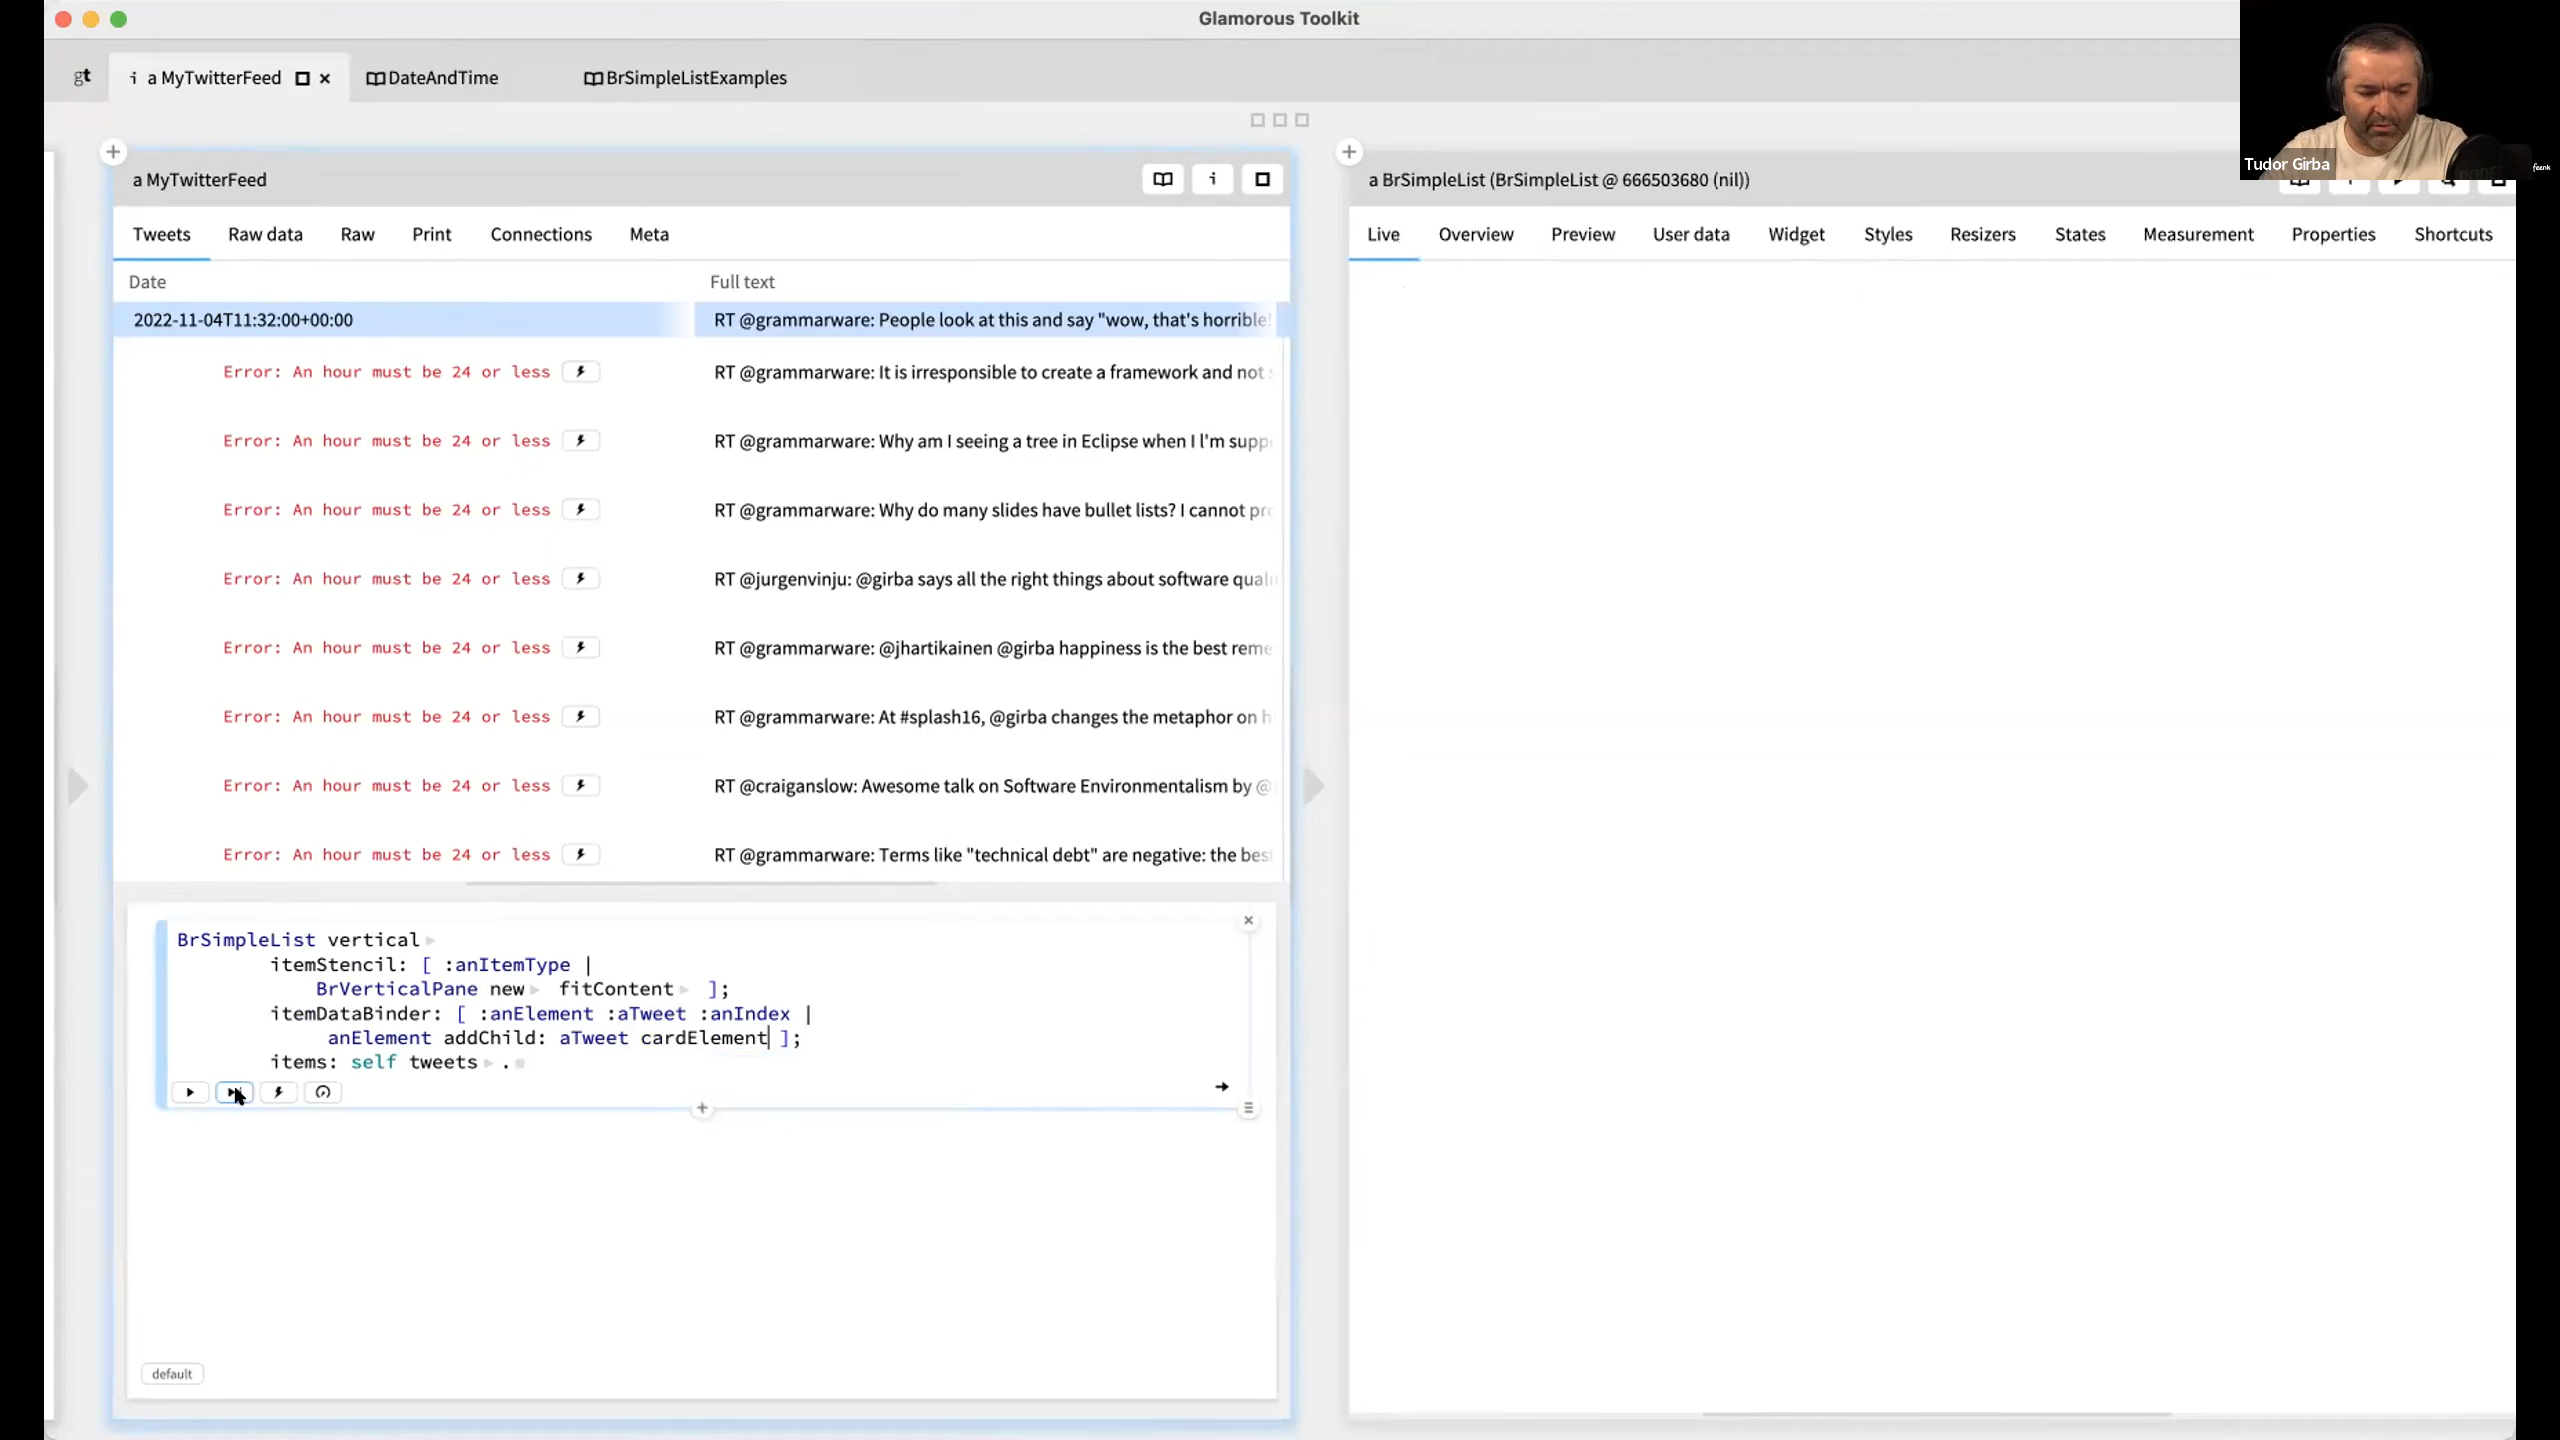 Glamorous Toolkit
gt
i a MyTwitterFeed
DateAndTime
BrSimpleListExamples
Tudor Girba
feenk
a MyTwitterFeed
i
Tweets Raw data Raw Print Connections Meta
Date Full text
2022-11-04T11:32:00+00:00 RT @grammarware: People look at this and say "wow, that's horrible!
Error: An hour must be 24 or less RT @grammarware: It is irresponsible to create a framework and not s
Error: An hour must be 24 or less RT @grammarware: Why am I seeing a tree in Eclipse when I I'm supp
Error: An hour must be 24 or less RT @grammarware: Why do many slides have bullet lists? I cannot pr
Error: An hour must be 24 or less RT @jurgenvinju: @girba says all the right things about software quali
Error: An hour must be 24 or less RT @grammarware: @jhartikainen @girba happiness is the best reme
Error: An hour must be 24 or less RT @grammarware: At #splash16, @girba changes the metaphor on h
Error: An hour must be 24 or less RT @craiganslow: Awesome talk on Software Environmentalism by @
Error: An hour must be 24 or less RT @grammarware: Terms like "technical debt" are negative: the best
BrSimpleList vertical
itemStencil: [ :anItemType |
BrVerticalPane new fitContent ];
itemDataBinder: [ :anElement :aTweet :anIndex |
anElement addChild: aTweet cardElement ];
items: self tweets .
default
a BrSimpleList (BrSimpleList @ 666503680 (nil))
Live Overview Preview User data Widget Styles Resizers States Measurement Properties Shortcuts